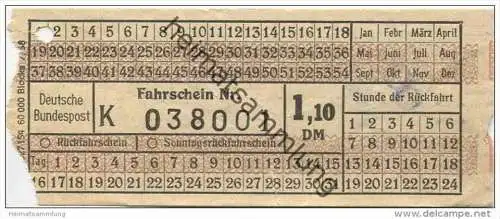 2 3 4 5 6 7 8 9 10 11 12 13 14 15 16 17 18 Jan Febr März April
19 20 21 22 23 24 25 26 27 28 29 30 31 32 33 34 35 36 Mai Juni Juli Aug
37 38 39 40 41 42 43 44 45 46 47 48 49 50 51 52 53 54 Sept Okt Nov Dez
60 000 Blocks
Deutsche Bundespost
K
Fahrschein Nr.
038001
1,10 DM
Stunde der Rückfahrt
1 2 3 4 5 6
7 8 9 10 11 12
13 14 15 16 17 18
19 20 21 22 23 24
Rückfahrschein Sonntagsrückfahrschein
Tag 1 2 3 4 5 6 7 8 9 10 11 12 13 14 15
16 17 18 19 20 21 22 23 24 25 26 27 28 29 30
heimatsammlung
Heimatsammlung
delcampe.net